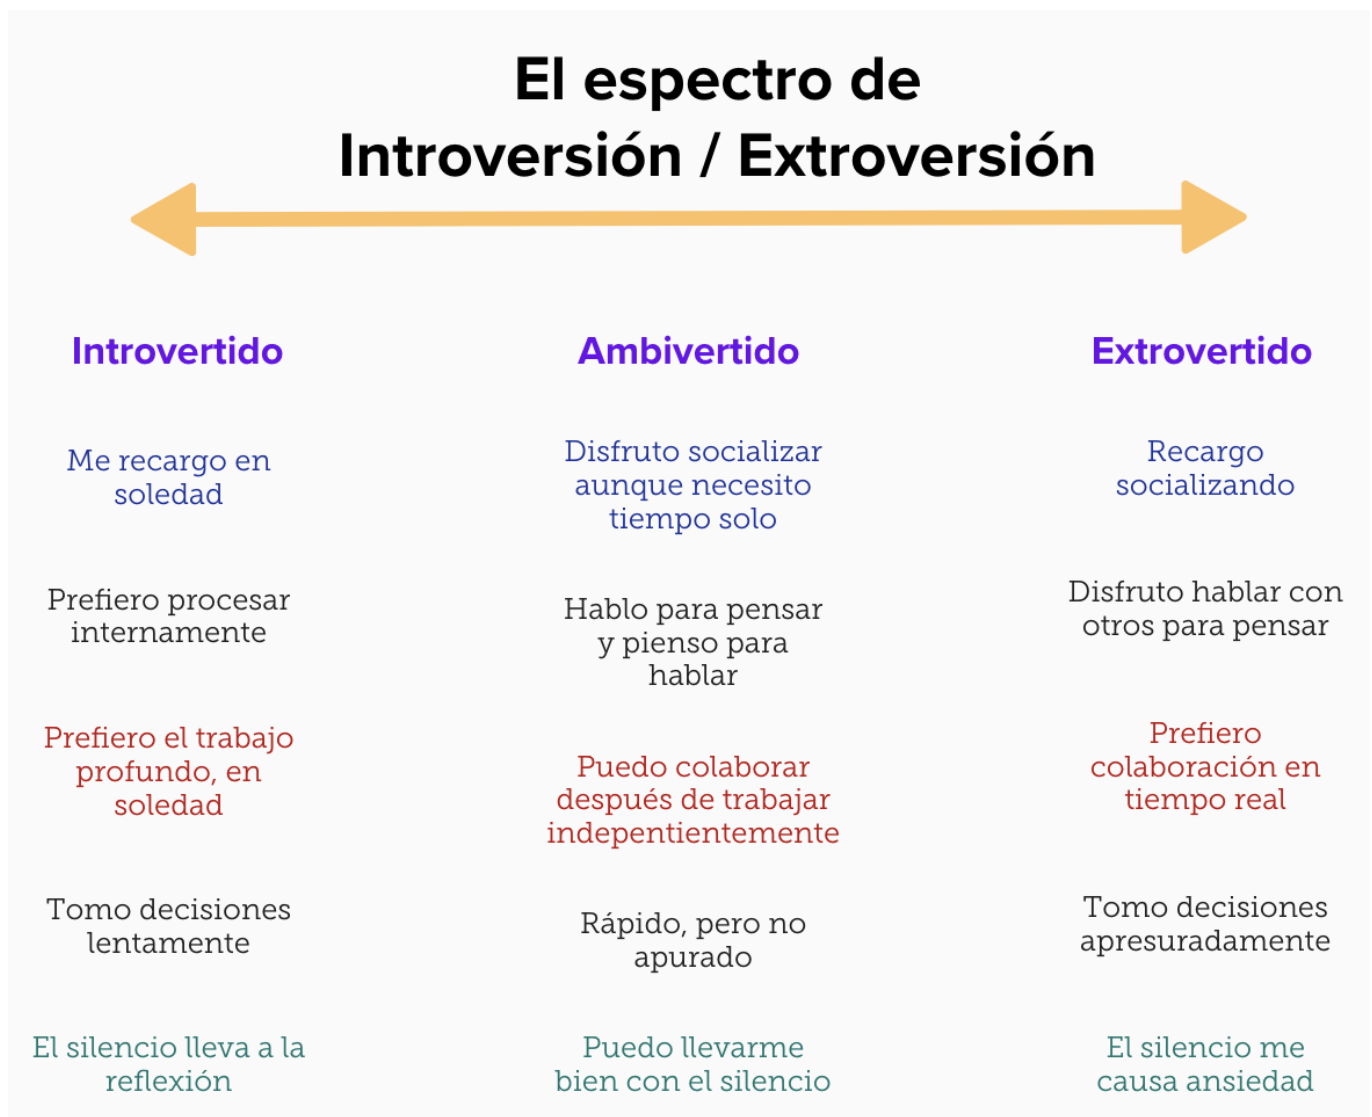 El espectro de
Introversión / Extroversión
Introvertido
Ambivertido
Extrovertido
Me recargo en
soledad
Disfruto socializar
aunque necesito
tiempo solo
Recargo
socializando
Prefiero procesar
internamente
Hablo para pensar
y pienso para
hablar
Disfruto hablar con
otros para pensar
Prefiero el trabajo
profundo, en
soledad
Puedo colaborar
después de trabajar
indepentientemente
Prefiero
colaboración en
tiempo real
Tomo decisiones
lentamente
Rápido, pero no
apurado
Tomo decisiones
apresuradamente
El silencio lleva a la
reflexión
Puedo llevarme
bien con el silencio
El silencio me
causa ansiedad